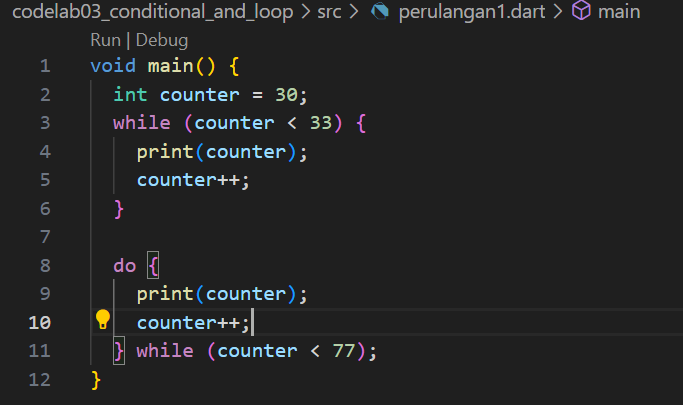 codelab03_conditional_and_loop > src > perulangan1.dart > main
Run | Debug
1 void main() {
2   int counter = 30;
3   while (counter < 33) {
4     print(counter);
5     counter++;
6   }
7
8   do {
9     print(counter);
10     counter++;
11   } while (counter < 77);
12 }